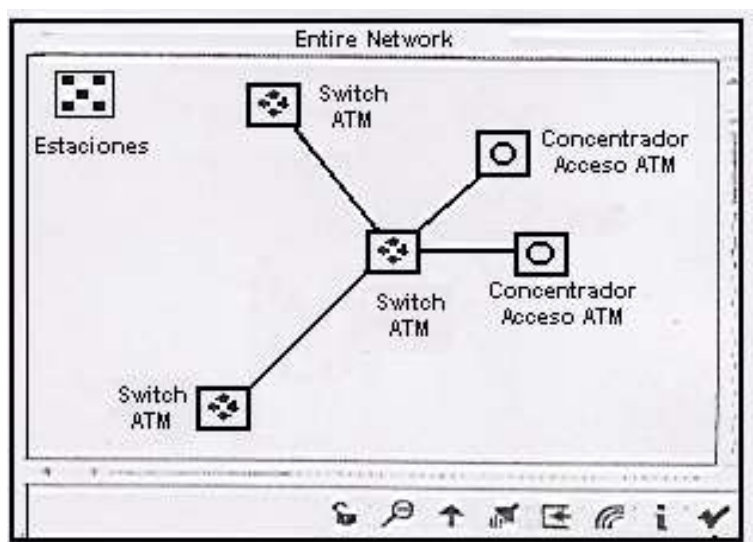 Entire Network
Estaciones
Switch
ATM
Concentrador
Acceso ATM
Switch
ATM
Concentrador
Acceso ATM
Switch
ATM